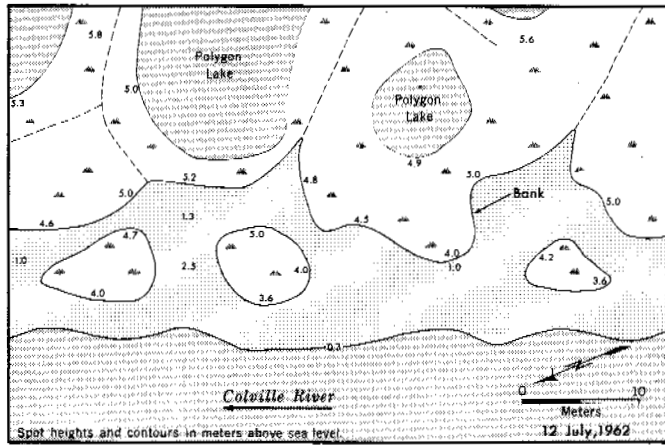 5.8
5.6
Polygon
Lake
5.0
5.3
Polygon
Lake
4.9
5.2
4.8
5.0
5.0
Bank
5.0
4.6
1.3
4.5
4.7
5.0
4.0
1.0
1.0
4.2
2.5
4.0
3.6
4.0
3.6
0.3
N
Colville River
0 10
Meters
Spot heights and contours in meters above sea level
12 July, 1962